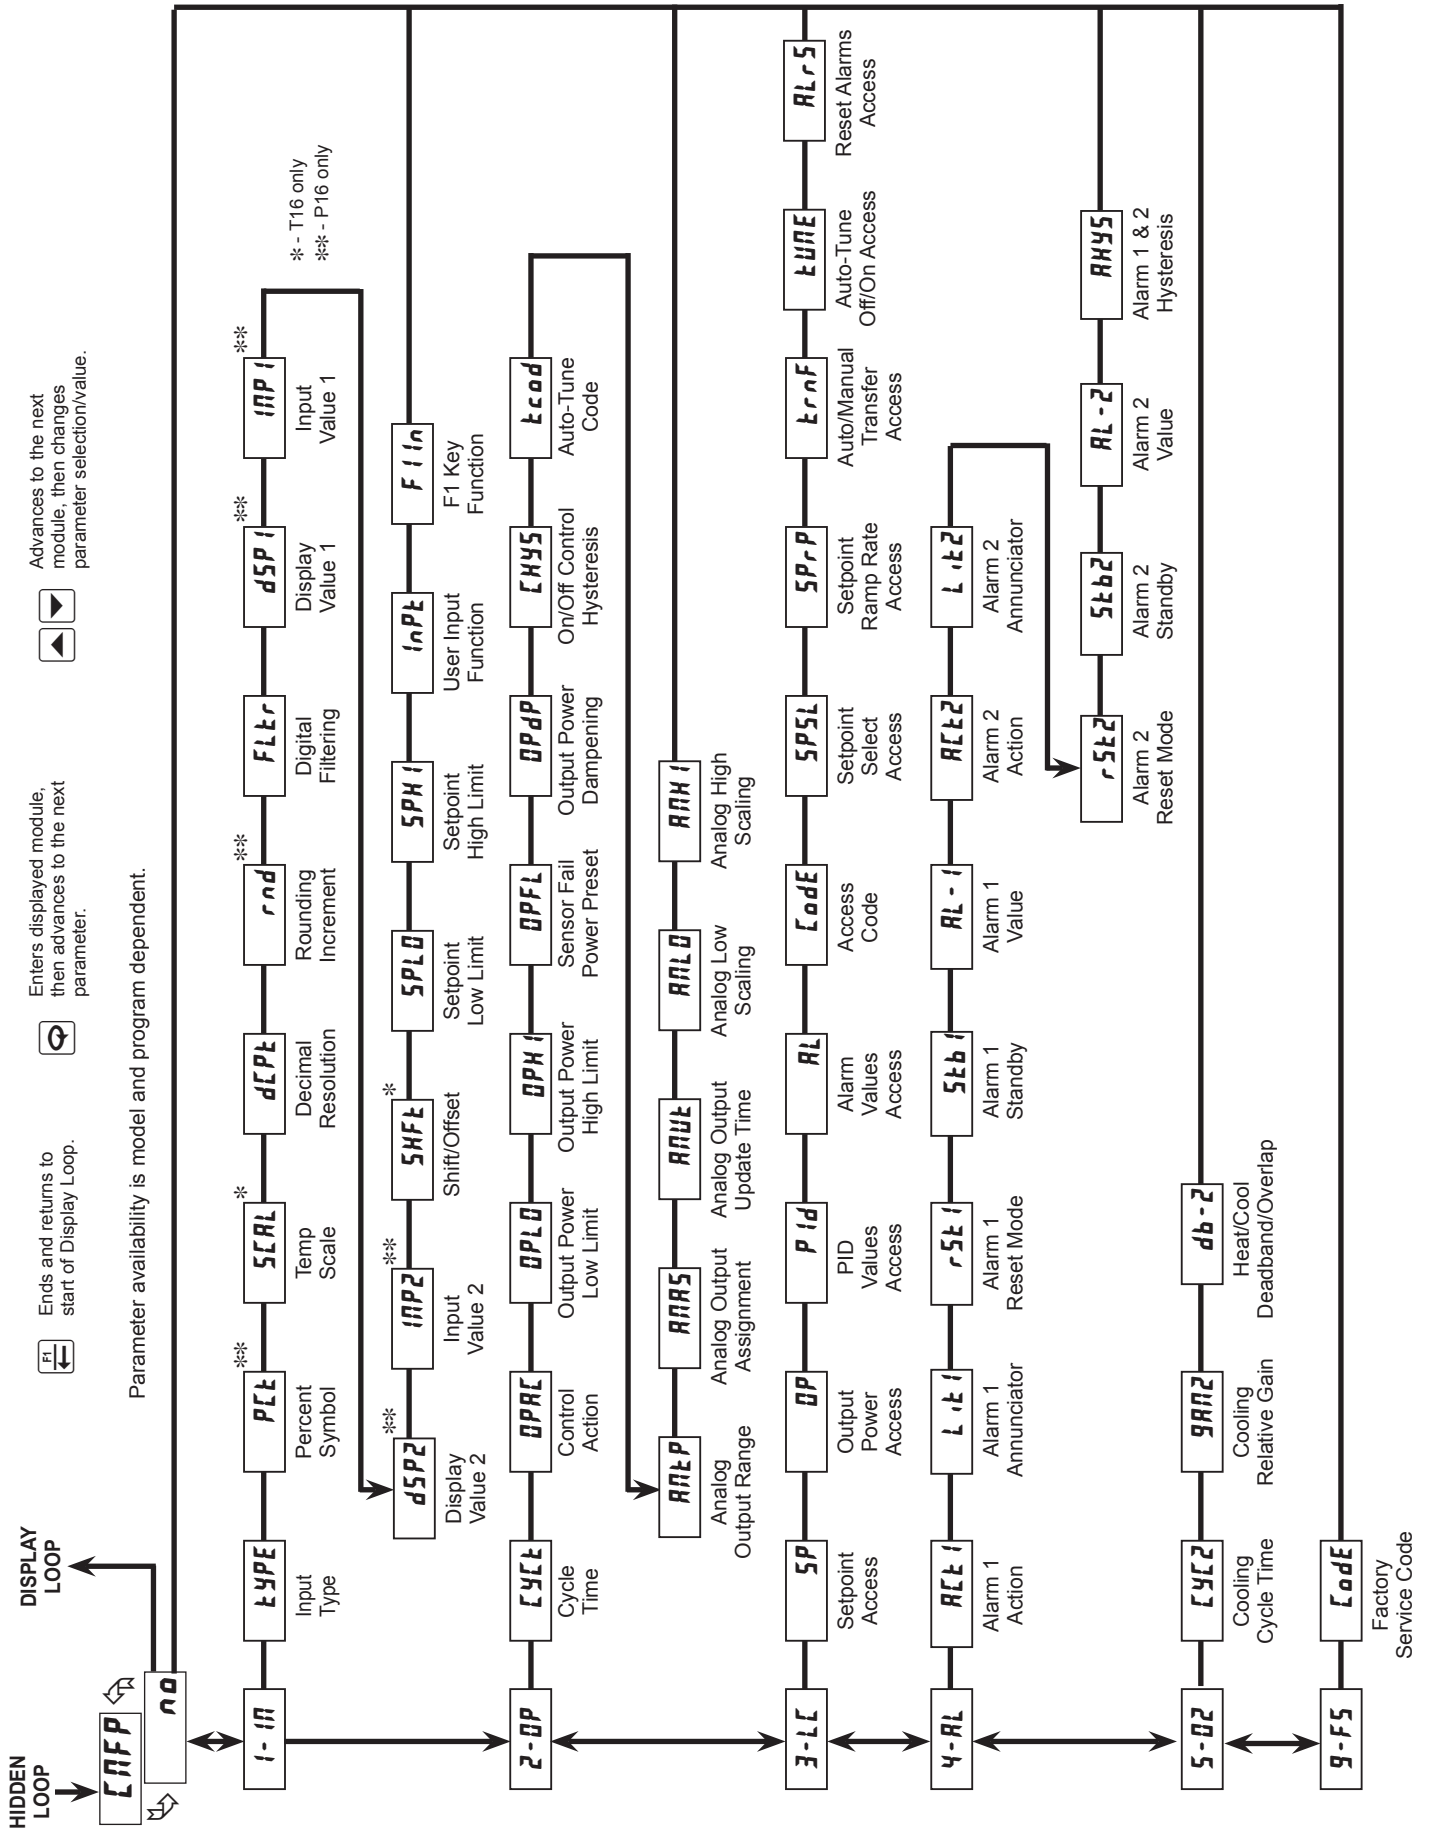 HIDDEN
LOOP
DISPLAY
LOOP
CNFP
no
F1
Ends and returns to
start of Display Loop.
Enters displayed module,
then advances to the next
parameter.
Advances to the next
module, then changes
parameter selection/value.
Parameter availability is model and program dependent.
* - T16 only
** - P16 only
1-IN
tYPE
Input
Type
PCt
**
Percent
Symbol
SCAL
*
Temp
Scale
dCPt
Decimal
Resolution
rnd
**
Rounding
Increment
FLtr
Digital
Filtering
dSP1
**
Display
Value 1
INP1
**
Input
Value 1
dSP2
**
Display
Value 2
INP2
**
Input
Value 2
SHFt
*
Shift/Offset
SPLO
Setpoint
Low Limit
SPHI
Setpoint
High Limit
InPt
User Input
Function
F1In
F1 Key
Function
2-OP
CYCt
Cycle
Time
OPAC
Control
Action
OPLO
Output Power
Low Limit
OPHI
Output Power
High Limit
OPFL
Sensor Fail
Power Preset
OPdP
Output Power
Dampening
CHYS
On/Off Control
Hysteresis
tcod
Auto-Tune
Code
ANtP
Analog
Output Range
ANAS
Analog Output
Assignment
ANUt
Analog Output
Update Time
ANLO
Analog Low
Scaling
ANHI
Analog High
Scaling
3-LC
SP
Setpoint
Access
OP
Output
Power
Access
PId
PID
Values
Access
AL
Alarm
Values
Access
CodE
Access
Code
SPSL
Setpoint
Select
Access
SPrP
Setpoint
Ramp Rate
Access
trnF
Auto/Manual
Transfer
Access
tUNE
Auto-Tune
Off/On Access
ALrS
Reset Alarms
Access
4-AL
ACt1
Alarm 1
Action
Lit1
Alarm 1
Annunciator
rSt1
Alarm 1
Reset Mode
Stb1
Alarm 1
Standby
AL-1
Alarm 1
Value
ACt2
Alarm 2
Action
Lit2
Alarm 2
Annunciator
rSt2
Alarm 2
Reset Mode
Stb2
Alarm 2
Standby
AL-2
Alarm 2
Value
AHYS
Alarm 1 & 2
Hysteresis
5-O2
CYC2
Cooling
Cycle Time
gAN2
Cooling
Relative Gain
db-2
Heat/Cool
Deadband/Overlap
9-FS
CodE
Factory
Service Code